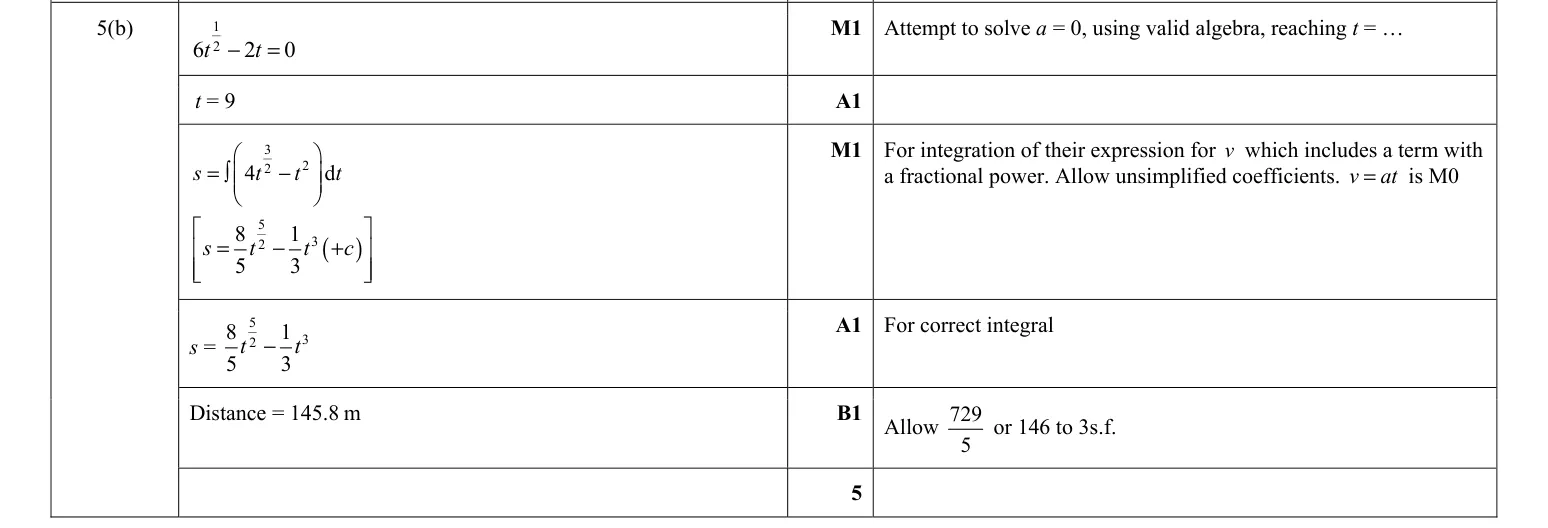 5(b)
6t^{1/2} − 2t = 0
M1
Attempt to solve a = 0, using valid algebra, reaching t = …
t = 9
A1
s = ∫(4t^{3/2} − t²)dt
[s = 8/5 t^{5/2} − 1/3 t³ (+c)]
M1
For integration of their expression for v which includes a term with
a fractional power. Allow unsimplified coefficients. v = at is M0
s = 8/5 t^{5/2} − 1/3 t³
A1
For correct integral
Distance = 145.8 m
B1
Allow 729/5 or 146 to 3s.f.
5